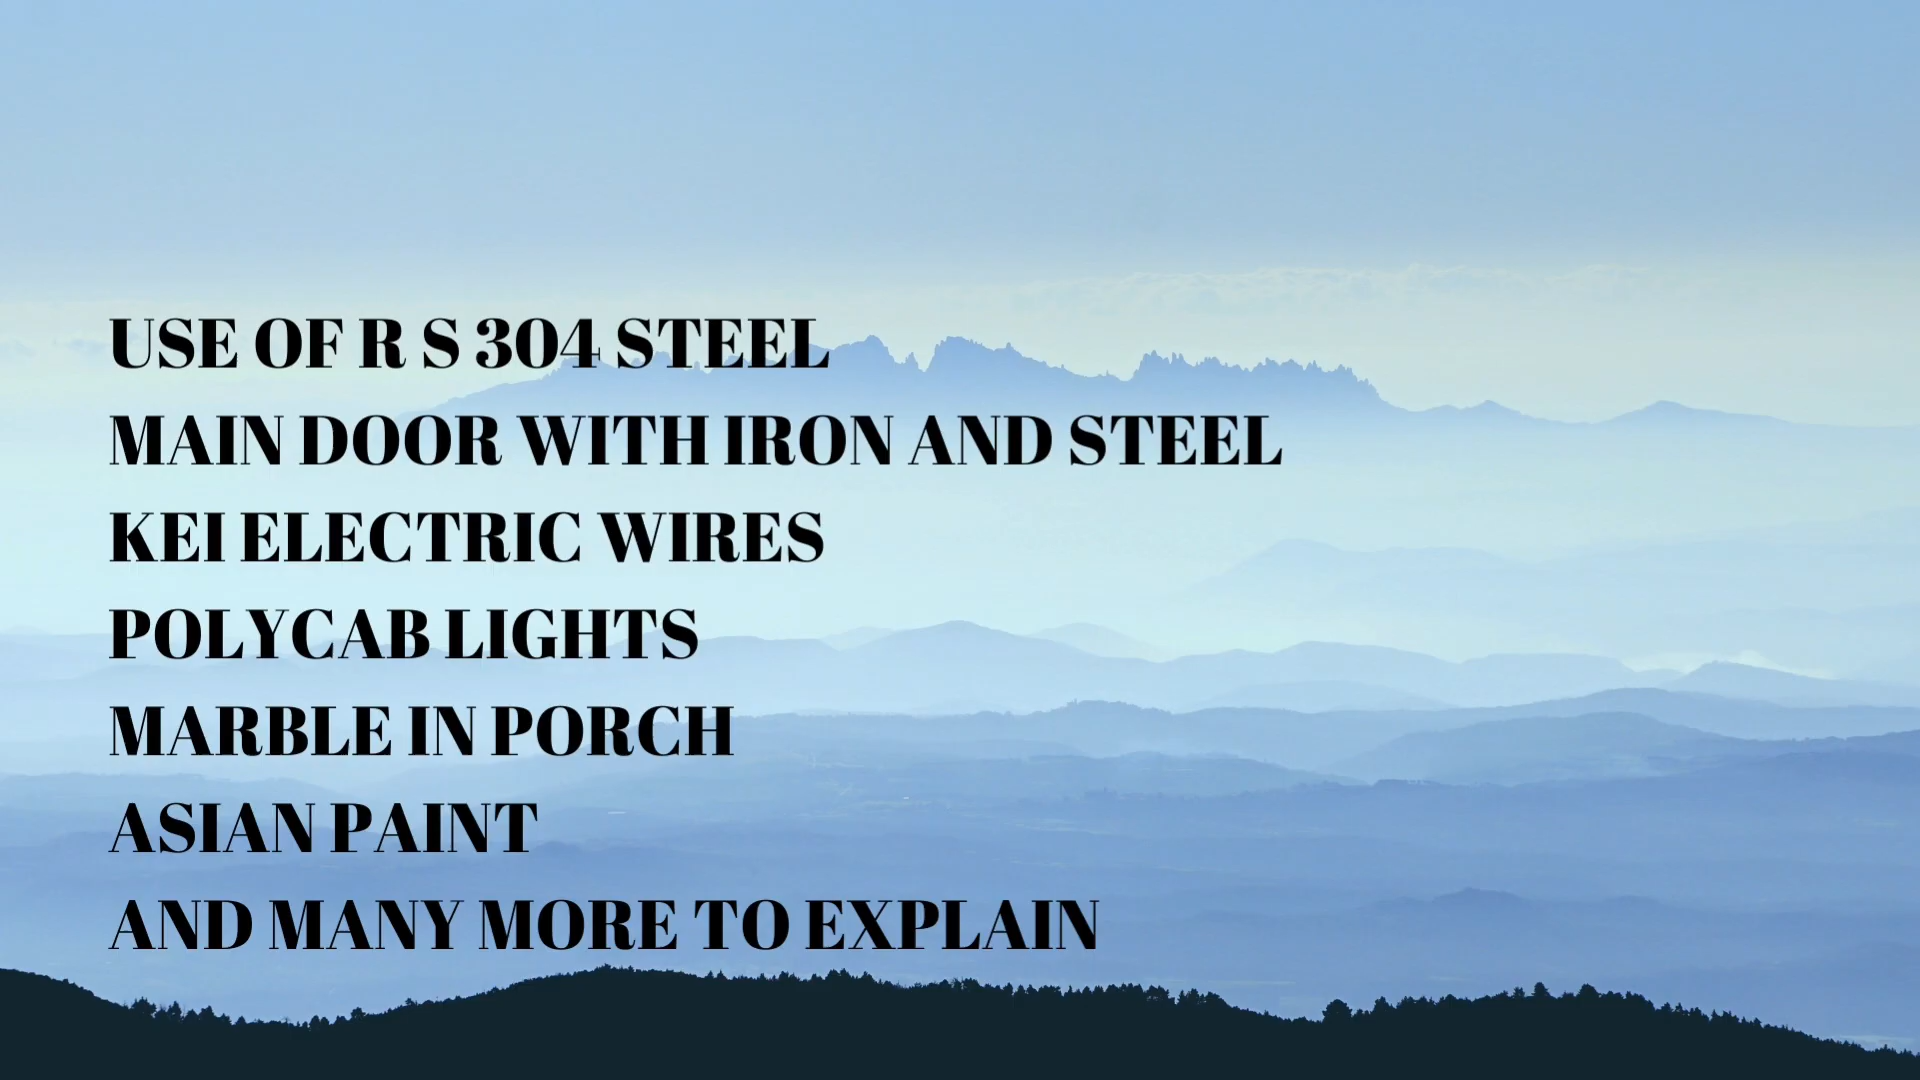 USE OF R S 304 STEEL
MAIN DOOR WITH IRON AND STEEL
KEI ELECTRIC WIRES
POLYCAB LIGHTS
MARBLE IN PORCH
ASIAN PAINT
AND MANY MORE TO EXPLAIN